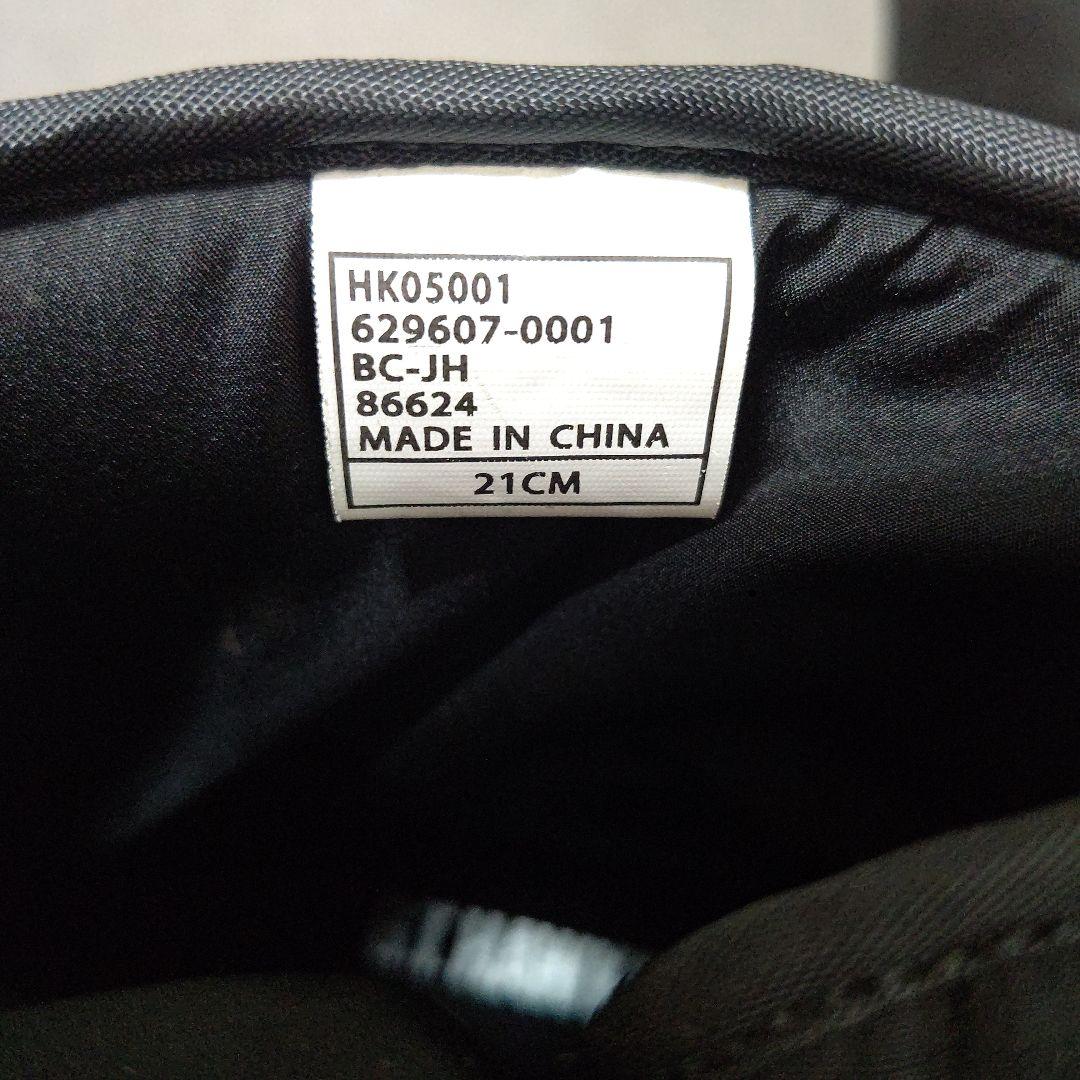 HK05001
629607-0001
BC-JH
86624
MADE IN CHINA
21CM